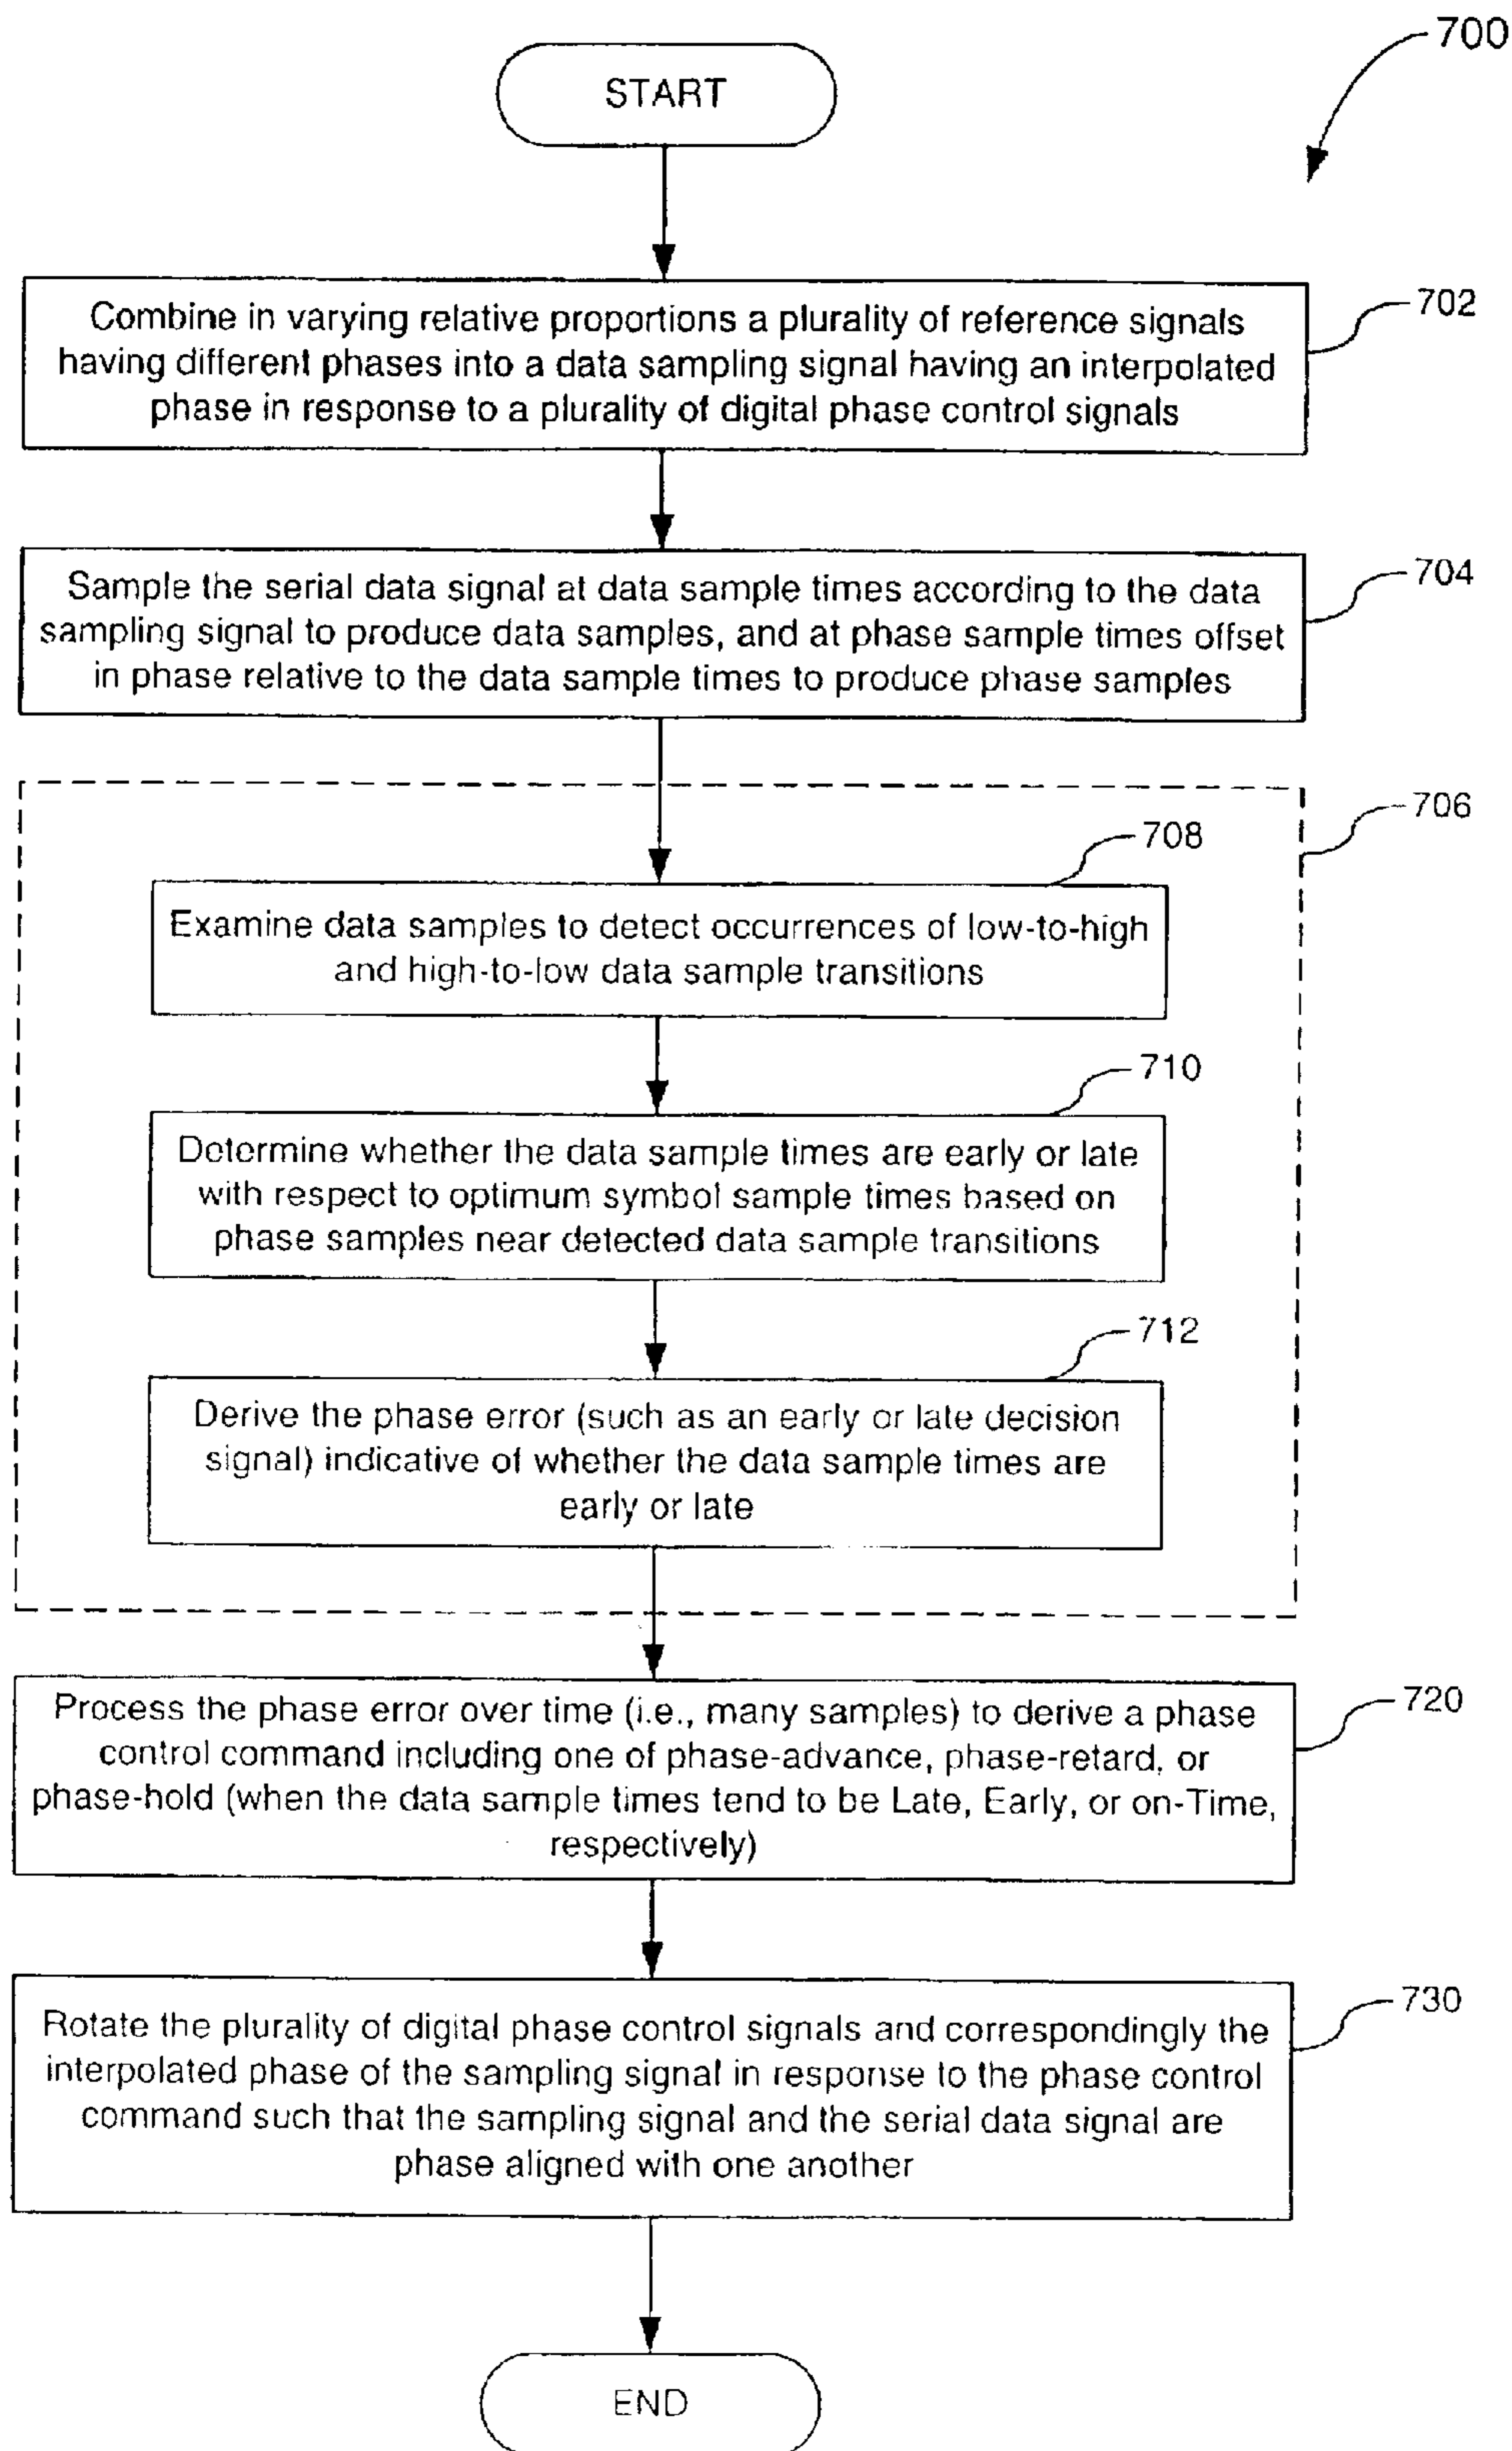 700
START
702
Combine in varying relative proportions a plurality of reference signals
having different phases into a data sampling signal having an interpolated
phase in response to a plurality of digital phase control signals
704
Sample the serial data signal at data sample times according to the data
sampling signal to produce data samples, and at phase sample times offset
in phase relative to the data sample times to produce phase samples
706
708
Examine data samples to detect occurrences of low-to-high
and high-to-low data sample transitions
710
Determine whether the data sample times are early or late
with respect to optimum symbol sample times based on
phase samples near detected data sample transitions
712
Derive the phase error (such as an early or late decision
signal) indicative of whether the data sample times are
early or late
720
Process the phase error over time (i.e., many samples) to derive a phase
control command including one of phase-advance, phase-retard, or
phase-hold (when the data sample times tend to be Late, Early, or on-Time,
respectively)
730
Rotate the plurality of digital phase control signals and correspondingly the
interpolated phase of the sampling signal in response to the phase control
command such that the sampling signal and the serial data signal are
phase aligned with one another
END